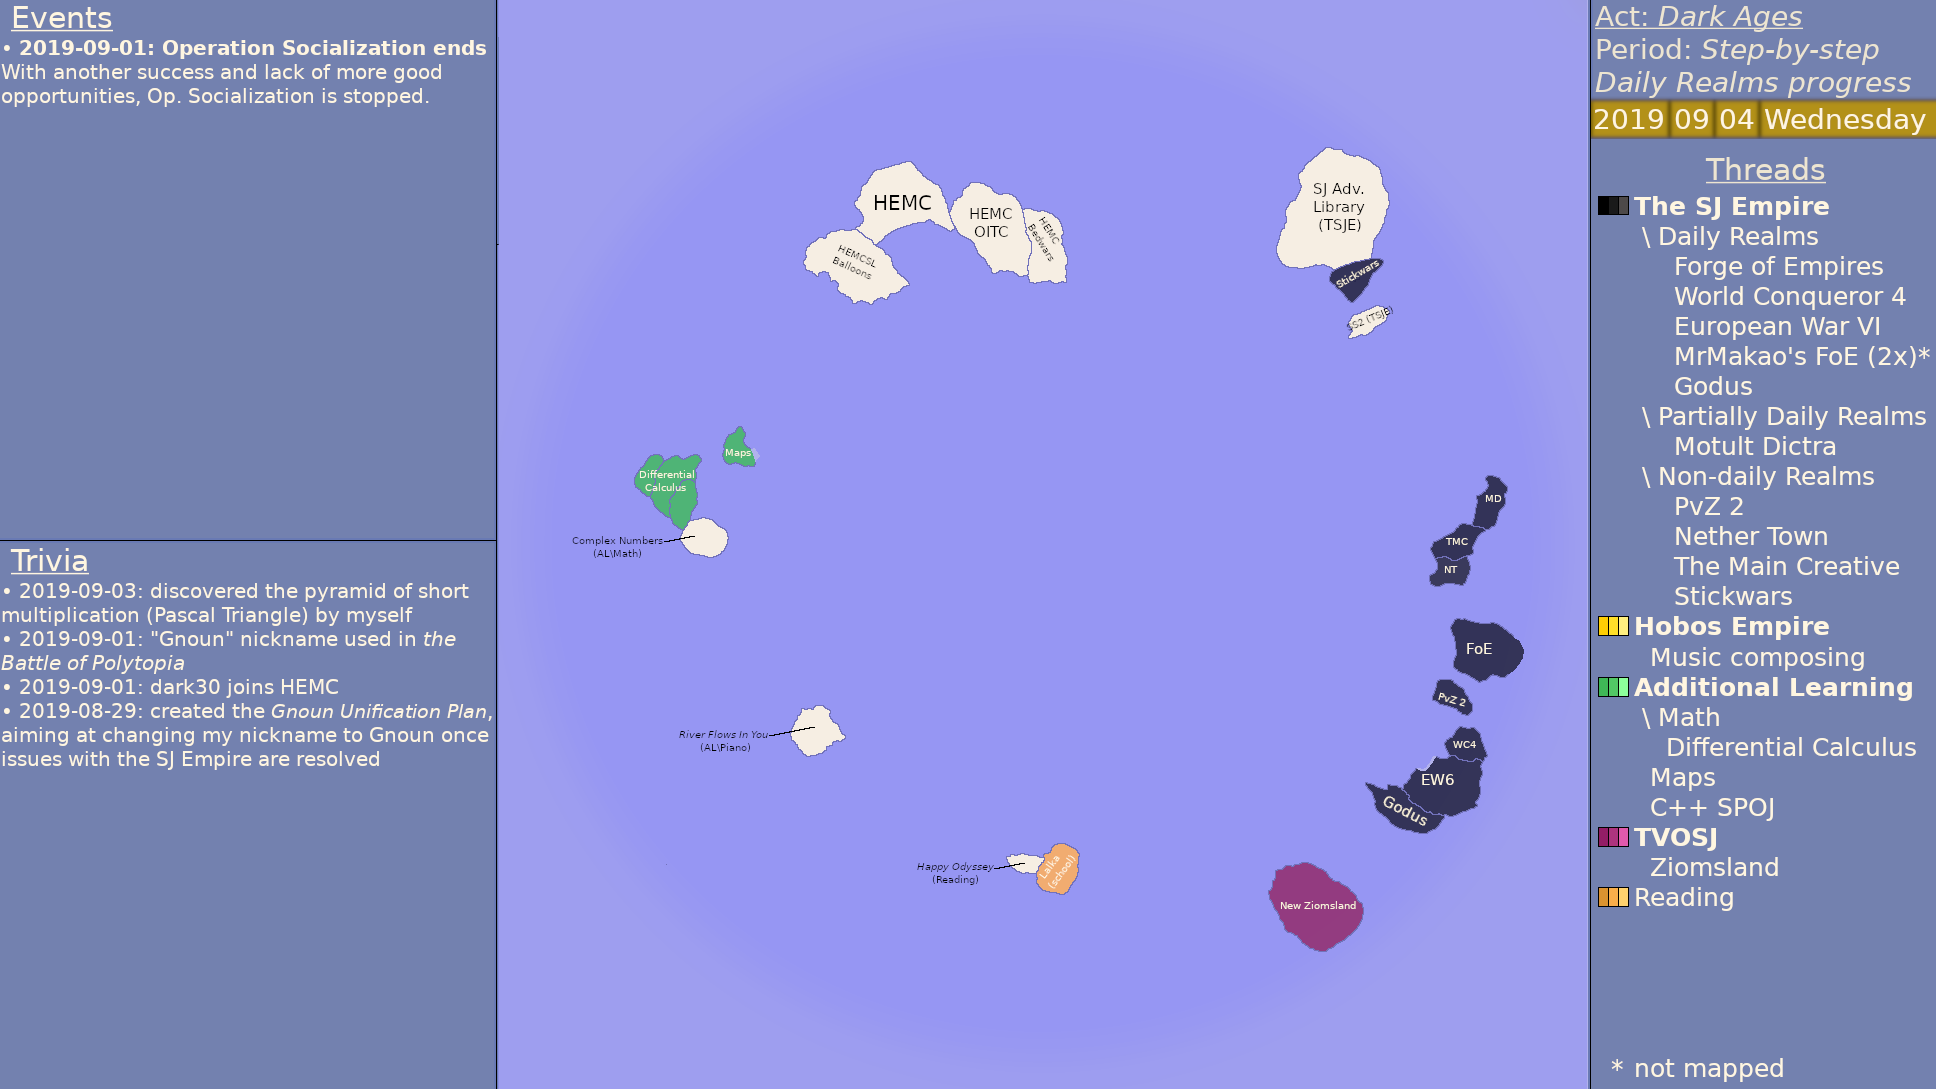 Events
• 2019-09-01: Operation Socialization ends
With another success and lack of more good
opportunities, Op. Socialization is stopped.
Trivia
• 2019-09-03: discovered the pyramid of short
multiplication (Pascal Triangle) by myself
• 2019-09-01: "Gnoun" nickname used in the
Battle of Polytopia
• 2019-09-01: dark30 joins HEMC
• 2019-08-29: created the Gnoun Unification Plan,
aiming at changing my nickname to Gnoun once
issues with the SJ Empire are resolved
HEMC
HEMC
OITC
HEMC
Bedwars
HEMCSL
Balloons
SJ Adv.
Library
(TSJE)
Stickwars
SS2 (TSJE)
Maps
Differential
Calculus
Complex Numbers
(AL\Math)
MD
TMC
NT
FoE
PvZ 2
WC4
EW6
Godus
River Flows In You
(AL\Piano)
Happy Odyssey
(Reading)
Lalka
(school)
New Ziomsland
Act: Dark Ages
Period: Step-by-step
Daily Realms progress
2019 09 04 Wednesday
Threads
The SJ Empire
\ Daily Realms
Forge of Empires
World Conqueror 4
European War VI
MrMakao's FoE (2x)*
Godus
\ Partially Daily Realms
Motult Dictra
\ Non-daily Realms
PvZ 2
Nether Town
The Main Creative
Stickwars
Hobos Empire
Music composing
Additional Learning
\ Math
Differential Calculus
Maps
C++ SPOJ
TVOSJ
Ziomsland
Reading
* not mapped